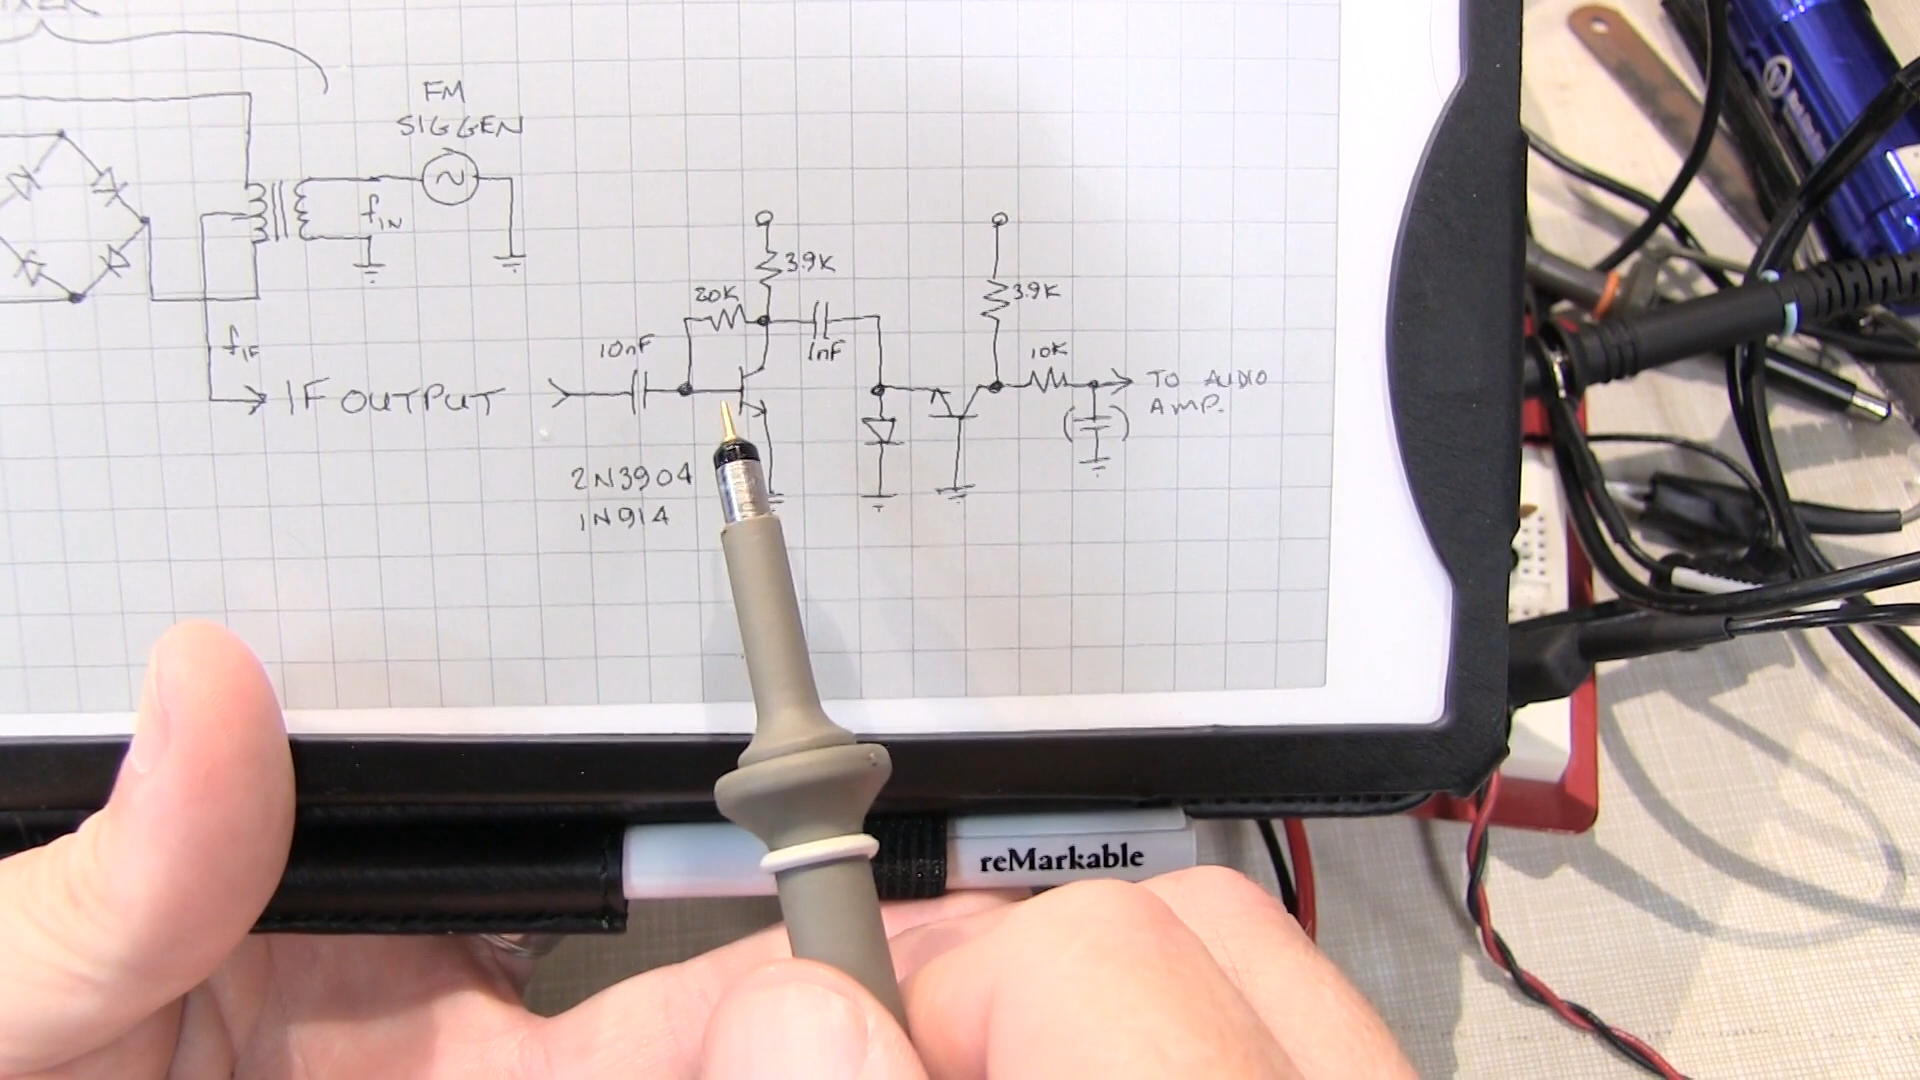 FM
SIGGEN
fIN
3.9K
20K
3.9K
fIF
10nF
1nF
10K
IF OUTPUT
TO AUDIO
AMP.
2N3904
1N914
reMarkable